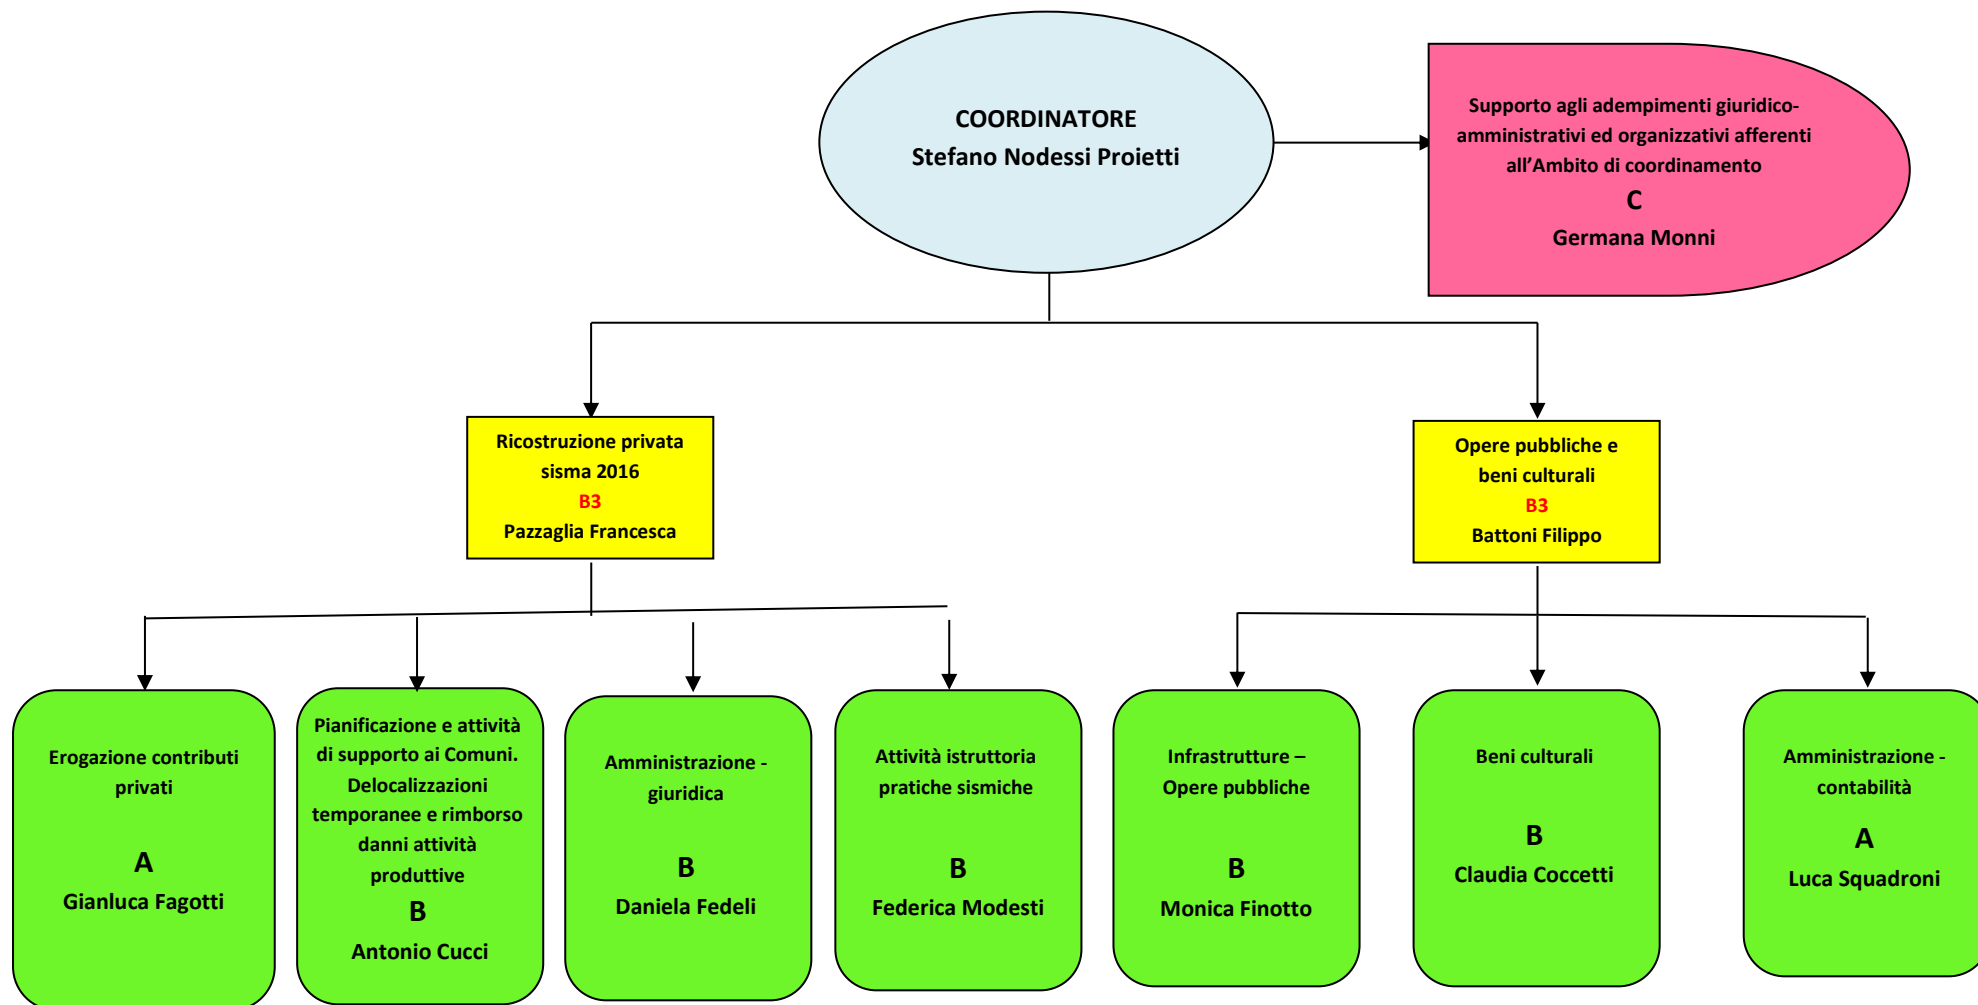 COORDINATORE
Stefano Nodessi Proietti
Supporto agli adempimenti giuridico-
amministrativi ed organizzativi afferenti
all’Ambito di coordinamento
C
Germana Monni
Ricostruzione privata
sisma 2016
B3
Pazzaglia Francesca
Opere pubbliche e
beni culturali
B3
Battoni Filippo
Erogazione contributi
privati
A
Gianluca Fagotti
Pianificazione e attività
di supporto ai Comuni.
Delocalizzazioni
temporanee e rimborso
danni attività
produttive
B
Antonio Cucci
Amministrazione -
giuridica
B
Daniela Fedeli
Attività istruttoria
pratiche sismiche
B
Federica Modesti
Infrastrutture –
Opere pubbliche
B
Monica Finotto
Beni culturali
B
Claudia Coccetti
Amministrazione -
contabilità
A
Luca Squadroni